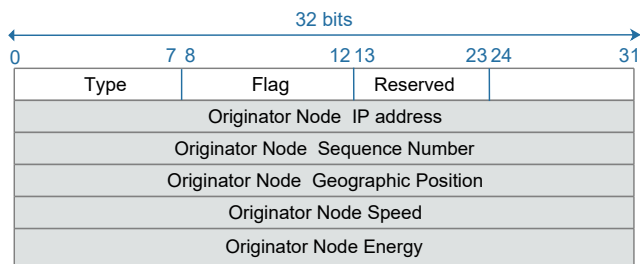 32 bits
0 7 8 12 13 23 24 31
Type Flag Reserved
Originator Node IP address
Originator Node Sequence Number
Originator Node Geographic Position
Originator Node Speed
Originator Node Energy